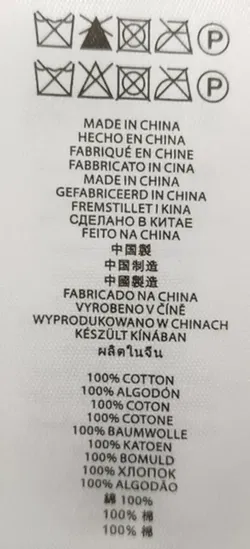 P
P
MADE IN CHINA
HECHO EN CHINA
FABRIQUÉ EN CHINE
FABBRICATO IN CINA
MADE IN CHINA
GEFABRICEERD IN CHINA
FREMSTILLET I KINA
СДЕЛАНО В КИТАЕ
FEITO NA CHINA
中国製
中国制造
中國製造
FABRICADO NA CHINA
VYROBENO V ČÍNĚ
WYPRODUKOWANO W CHINACH
KÉSZÜLT KÍNÁBAN
ผลิตในจีน
100% COTTON
100% ALGODÓN
100% COTON
100% COTONE
100% BAUMWOLLE
100% KATOEN
100% BOMULD
100% ХЛОПОК
100% ALGODÃO
綿 100%
100% 棉
100% 棉